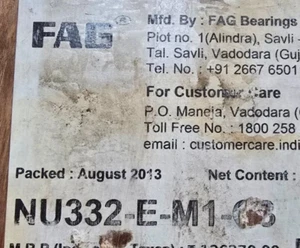 FAG
Mfd. By : FAG Bearings
Plot no. 1(Alindra), Savli -
Tal. Savli, Vadodara (Guj
Tel. No. : +91 2667 6501
For Customer Care
P.O. Maneja, Vadodara (
Toll Free No. : 1800 258
email : customercare.indi
Packed : August 2013
Net Content :
NU332-E-M1-C3
M.R.P.